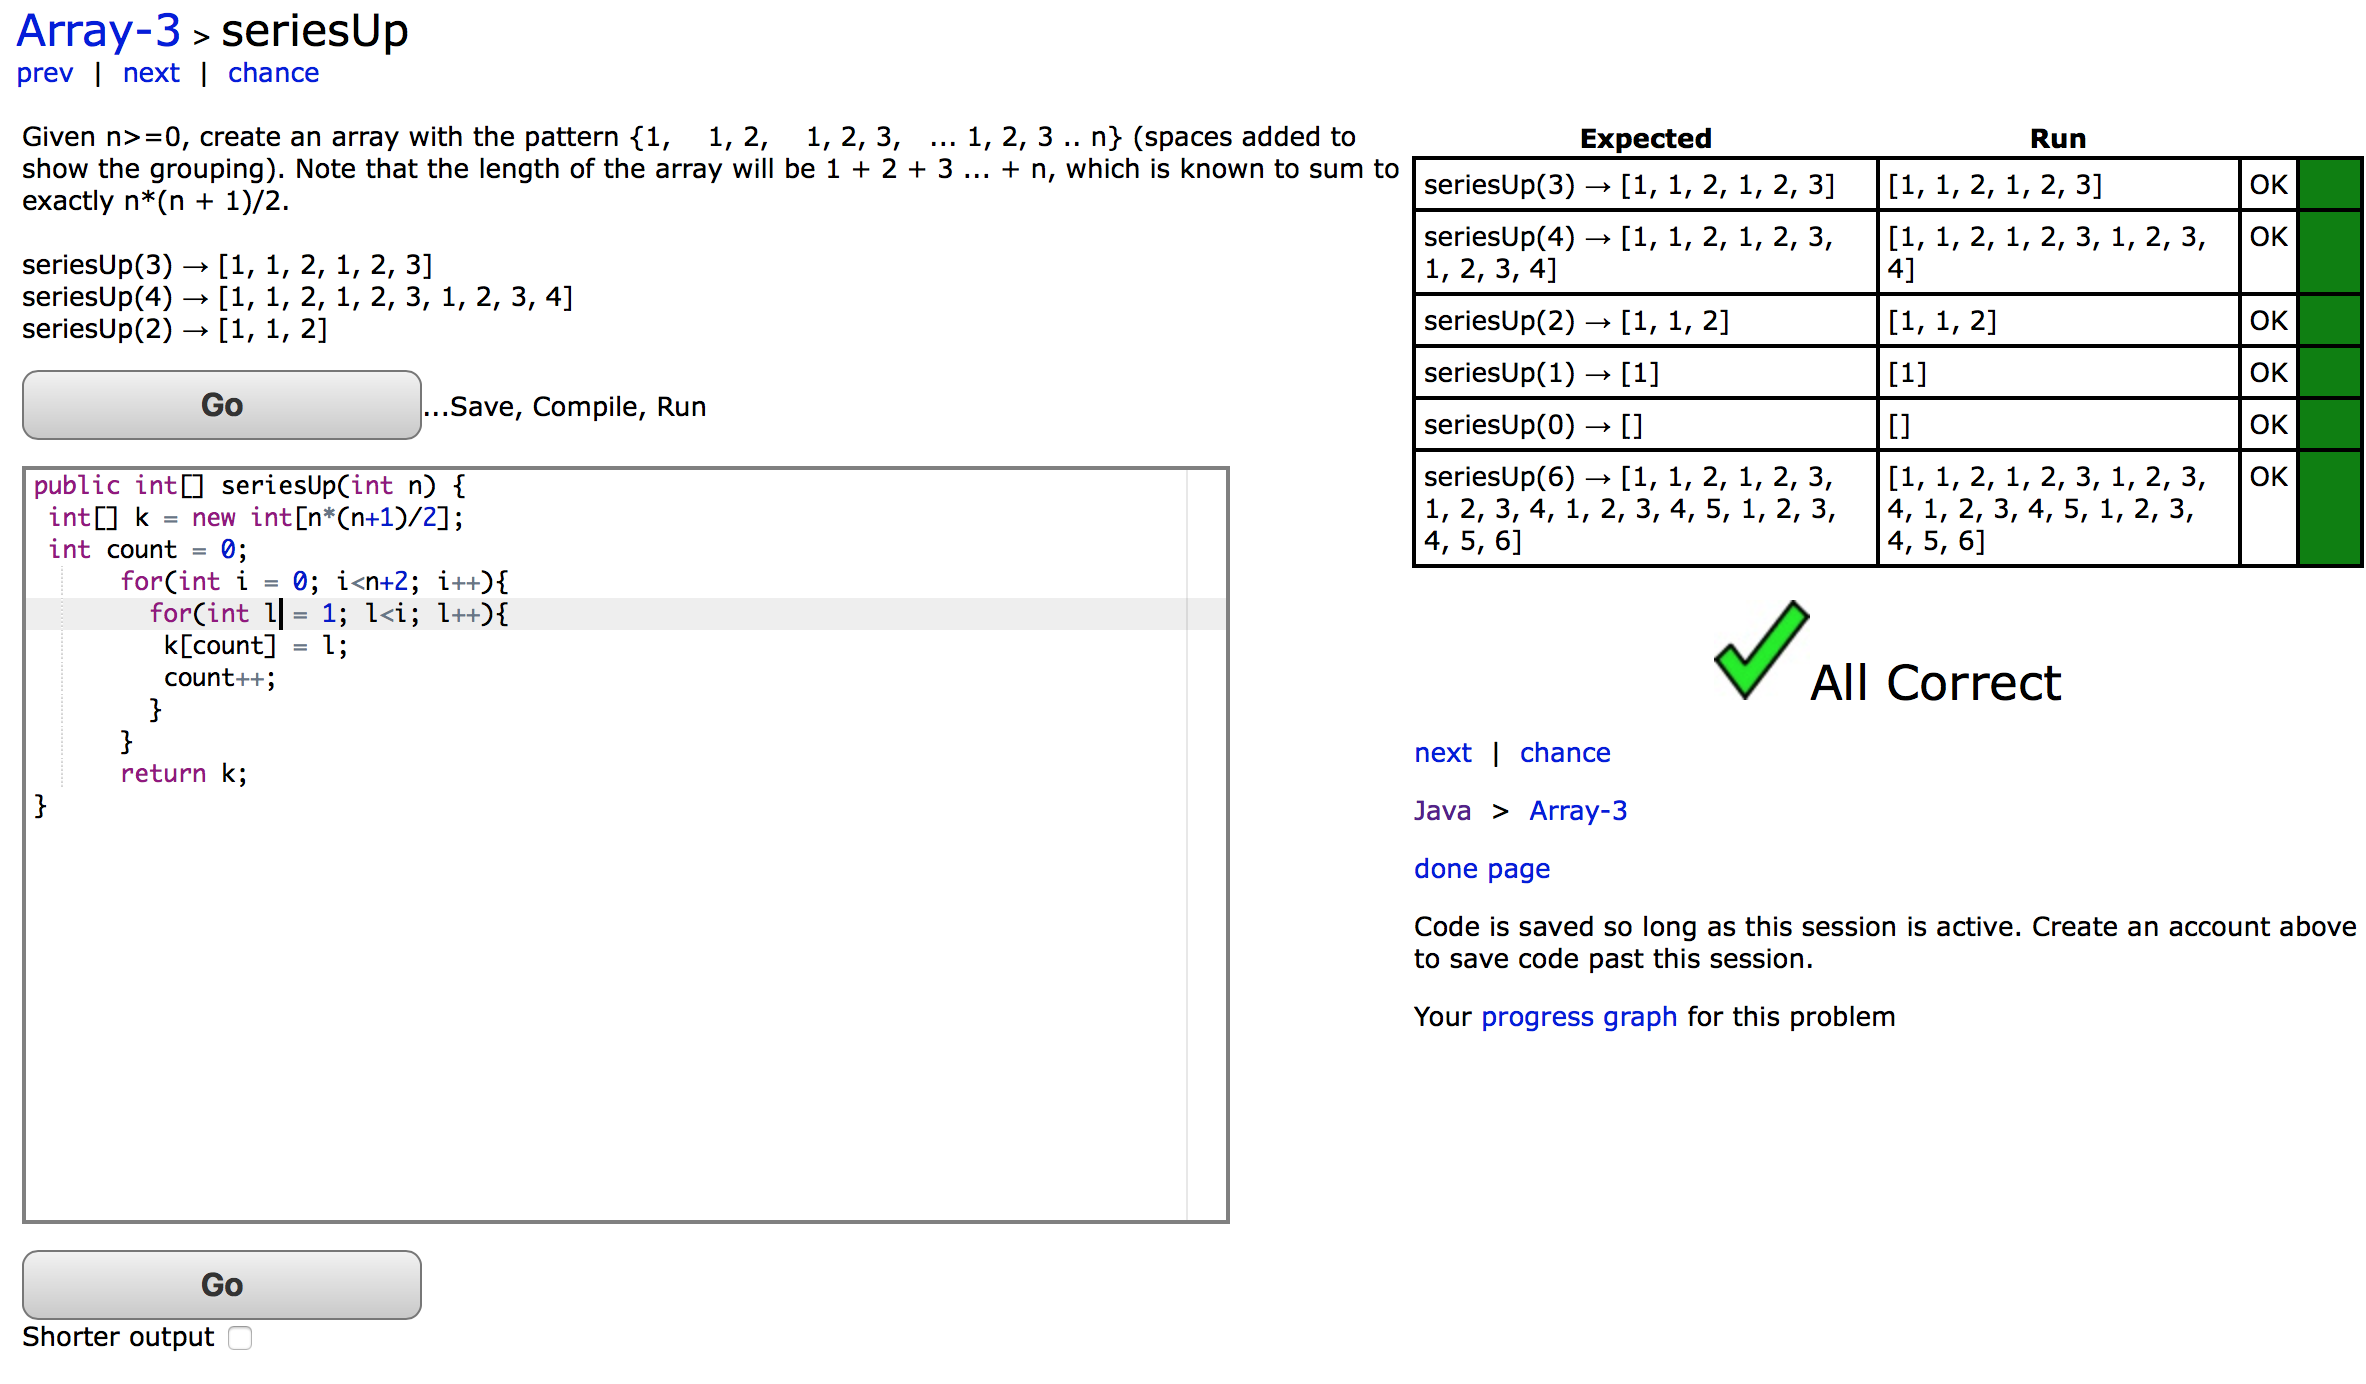 Array-3 > seriesUp
prev | next | chance
Given n>=0, create an array with the pattern {1, 1, 2, 1, 2, 3, ... 1, 2, 3 .. n} (spaces added to
show the grouping). Note that the length of the array will be 1 + 2 + 3 ... + n, which is known to sum to
exactly n*(n + 1)/2.
seriesUp(3) → [1, 1, 2, 1, 2, 3]
seriesUp(4) → [1, 1, 2, 1, 2, 3, 1, 2, 3, 4]
seriesUp(2) → [1, 1, 2]
Go ...Save, Compile, Run
public int[] seriesUp(int n) {
 int[] k = new int[n*(n+1)/2];
 int count = 0;
      for(int i = 0; i<n+2; i++){
        for(int l = 1; l<i; l++){
         k[count] = l;
         count++;
        }
      }
      return k;
}
Go
Shorter output
Expected Run
seriesUp(3) → [1, 1, 2, 1, 2, 3] [1, 1, 2, 1, 2, 3] OK
seriesUp(4) → [1, 1, 2, 1, 2, 3, [1, 1, 2, 1, 2, 3, 1, 2, 3, OK
1, 2, 3, 4] 4]
seriesUp(2) → [1, 1, 2] [1, 1, 2] OK
seriesUp(1) → [1] [1] OK
seriesUp(0) → [] [] OK
seriesUp(6) → [1, 1, 2, 1, 2, 3, [1, 1, 2, 1, 2, 3, 1, 2, 3, OK
1, 2, 3, 4, 1, 2, 3, 4, 5, 1, 2, 3, 4, 1, 2, 3, 4, 5, 1, 2, 3,
4, 5, 6] 4, 5, 6]
All Correct
next | chance
Java > Array-3
done page
Code is saved so long as this session is active. Create an account above
to save code past this session.
Your progress graph for this problem